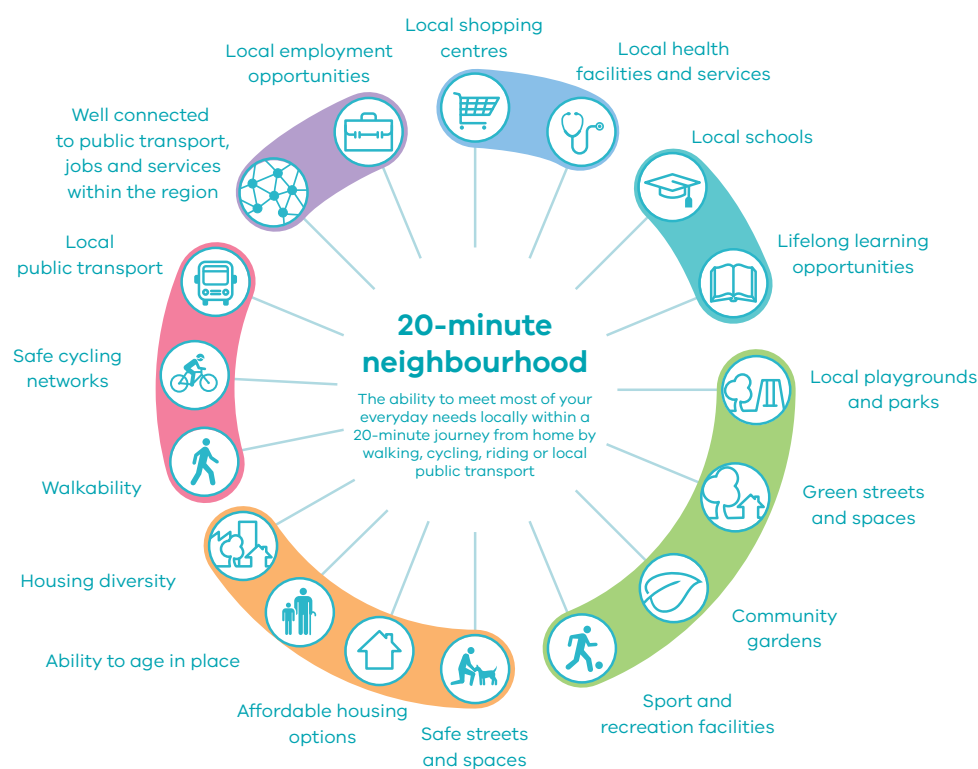 Local shopping
centres
Local health
facilities and services
Local schools
Lifelong learning
opportunities
Local playgrounds
and parks
Green streets
and spaces
Community
gardens
Sport and
recreation facilities
Safe streets
and spaces
Affordable housing
options
Ability to age in place
Housing diversity
Walkability
Safe cycling
networks
Local
public transport
Well connected
to public transport,
jobs and services
within the region
Local employment
opportunities
20-minute
neighbourhood
The ability to meet most of your
everyday needs locally within a
20-minute journey from home by
walking, cycling, riding or local
public transport